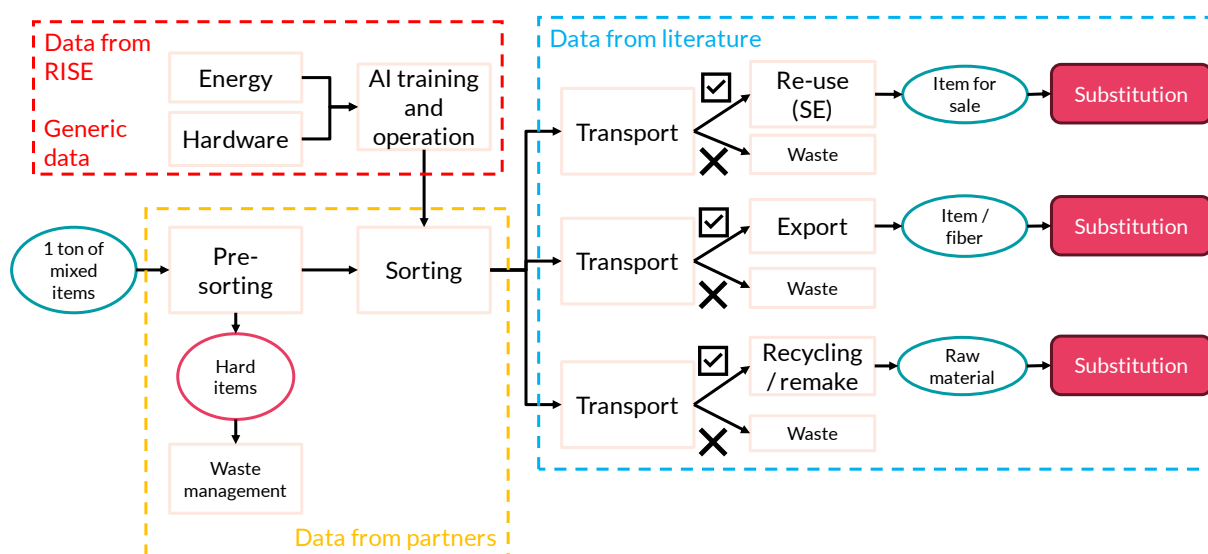 Data from
RISE
Generic
data
Energy
Hardware
AI training
and
operation
Data from literature
Transport
Re-use
(SE)
Waste
Item for
sale
Substitution
1 ton of
mixed
items
Pre-
sorting
Sorting
Transport
Export
Waste
Item /
fiber
Substitution
Hard
items
Waste
management
Data from partners
Transport
Recycling
/ remake
Waste
Raw
material
Substitution